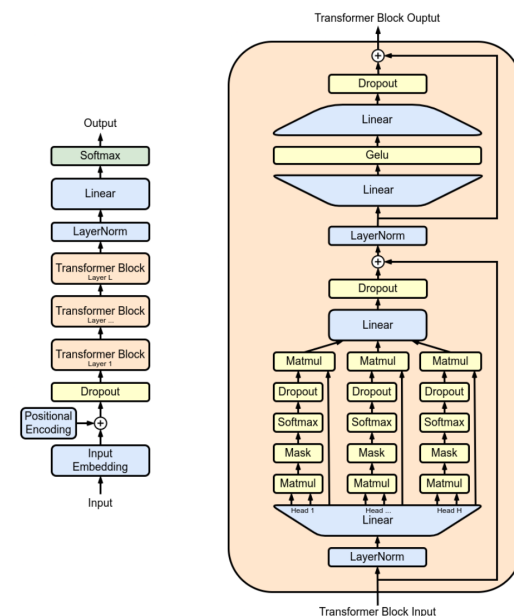 Output
Softmax
Linear
LayerNorm
Transformer Block
Layer L
Transformer Block
Layer ...
Transformer Block
Layer 1
Dropout
Positional
Encoding
+
Input
Embedding
Input
Transformer Block Ouptut
+
Dropout
Linear
Gelu
Linear
LayerNorm
+
Dropout
Linear
Matmul Matmul Matmul
Dropout Dropout Dropout
Softmax Softmax Softmax
Mask Mask Mask
Matmul Matmul Matmul
Head 1 Head ... Head H
Linear
LayerNorm
Transformer Block Input